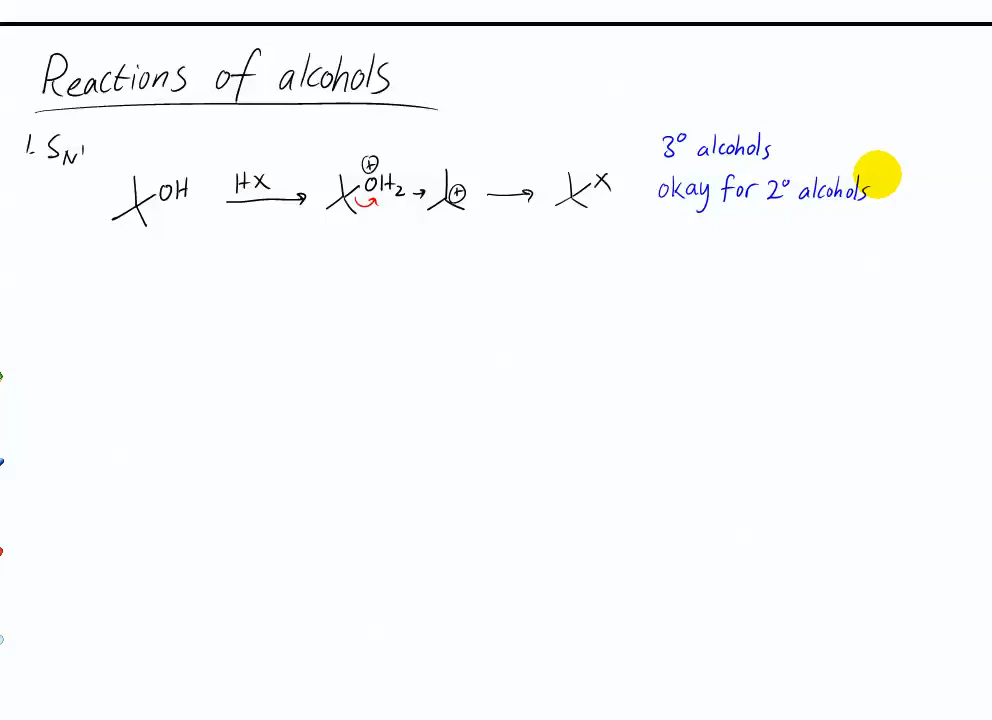 Reactions of alcohols
1. SN1
OH HX → ⊕ OH2 → ⊕ → X
3° alcohols
okay for 2° alcohols